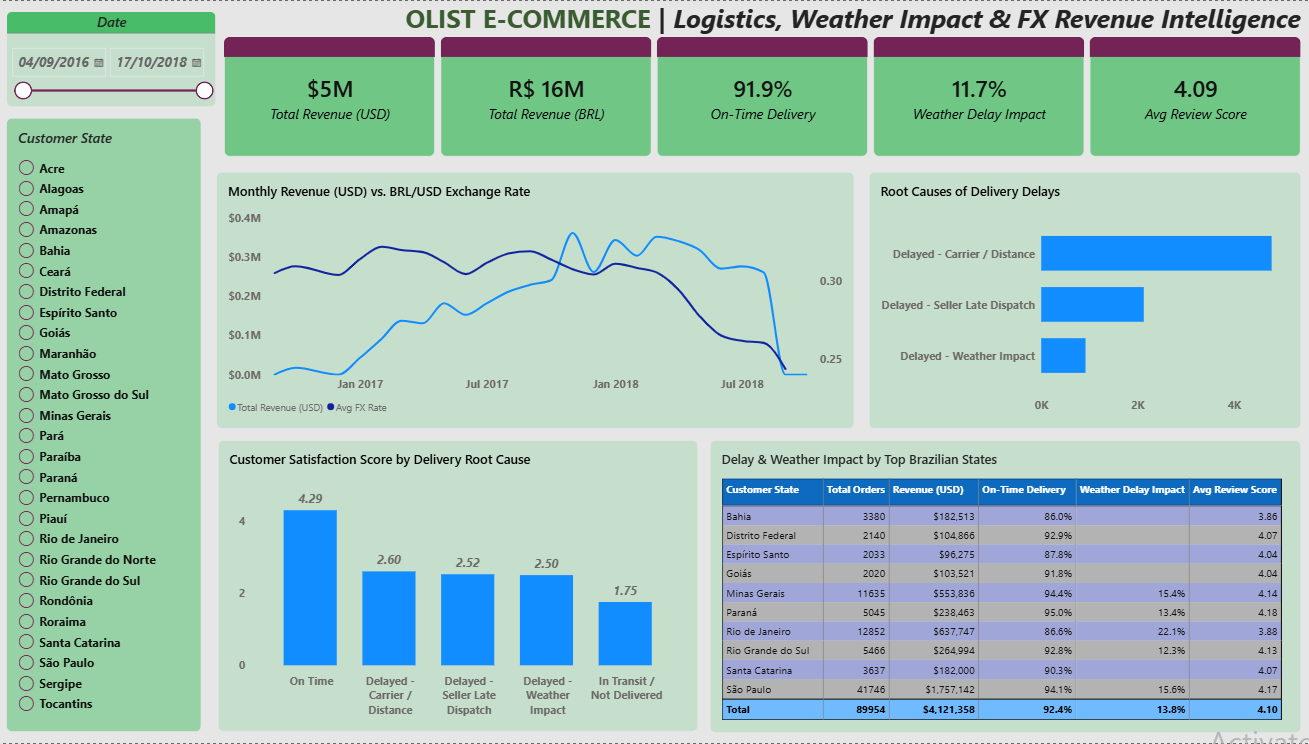 Date
OLIST E-COMMERCE | Logistics, Weather Impact & FX Revenue Intelligence
04/09/2016 17/10/2018
$5M
Total Revenue (USD)
R$ 16M
Total Revenue (BRL)
91.9%
On-Time Delivery
11.7%
Weather Delay Impact
4.09
Avg Review Score
Customer State
Acre
Alagoas
Amapá
Amazonas
Bahia
Ceará
Distrito Federal
Espírito Santo
Goiás
Maranhão
Mato Grosso
Mato Grosso do Sul
Minas Gerais
Pará
Paraíba
Paraná
Pernambuco
Piauí
Rio de Janeiro
Rio Grande do Norte
Rio Grande do Sul
Rondônia
Roraima
Santa Catarina
São Paulo
Sergipe
Tocantins
Monthly Revenue (USD) vs. BRL/USD Exchange Rate
$0.4M
$0.3M
0.30
$0.2M
$0.1M
0.25
$0.0M
Jan 2017 Jul 2017 Jan 2018 Jul 2018
Total Revenue (USD) Avg FX Rate
Root Causes of Delivery Delays
Delayed - Carrier / Distance
Delayed - Seller Late Dispatch
Delayed - Weather Impact
0K 2K 4K
Customer Satisfaction Score by Delivery Root Cause
4
2
0
4.29
2.60
2.52
2.50
1.75
On Time
Delayed -
Carrier /
Distance
Delayed -
Seller Late
Dispatch
Delayed -
Weather
Impact
In Transit /
Not Delivered
Delay & Weather Impact by Top Brazilian States
Customer State Total Orders Revenue (USD) On-Time Delivery Weather Delay Impact Avg Review Score
Bahia 3380 $182,513 86.0% 3.86
Distrito Federal 2140 $104,866 92.9% 4.07
Espírito Santo 2033 $96,275 87.8% 4.04
Goiás 2020 $103,521 91.8% 4.04
Minas Gerais 11635 $553,836 94.4% 15.4% 4.14
Paraná 5045 $238,463 95.0% 13.4% 4.18
Rio de Janeiro 12852 $637,747 86.6% 22.1% 3.88
Rio Grande do Sul 5466 $264,994 92.8% 12.3% 4.13
Santa Catarina 3637 $182,000 90.3% 4.07
São Paulo 41746 $1,757,142 94.1% 15.6% 4.17
Total 89954 $4,121,358 92.4% 13.8% 4.10